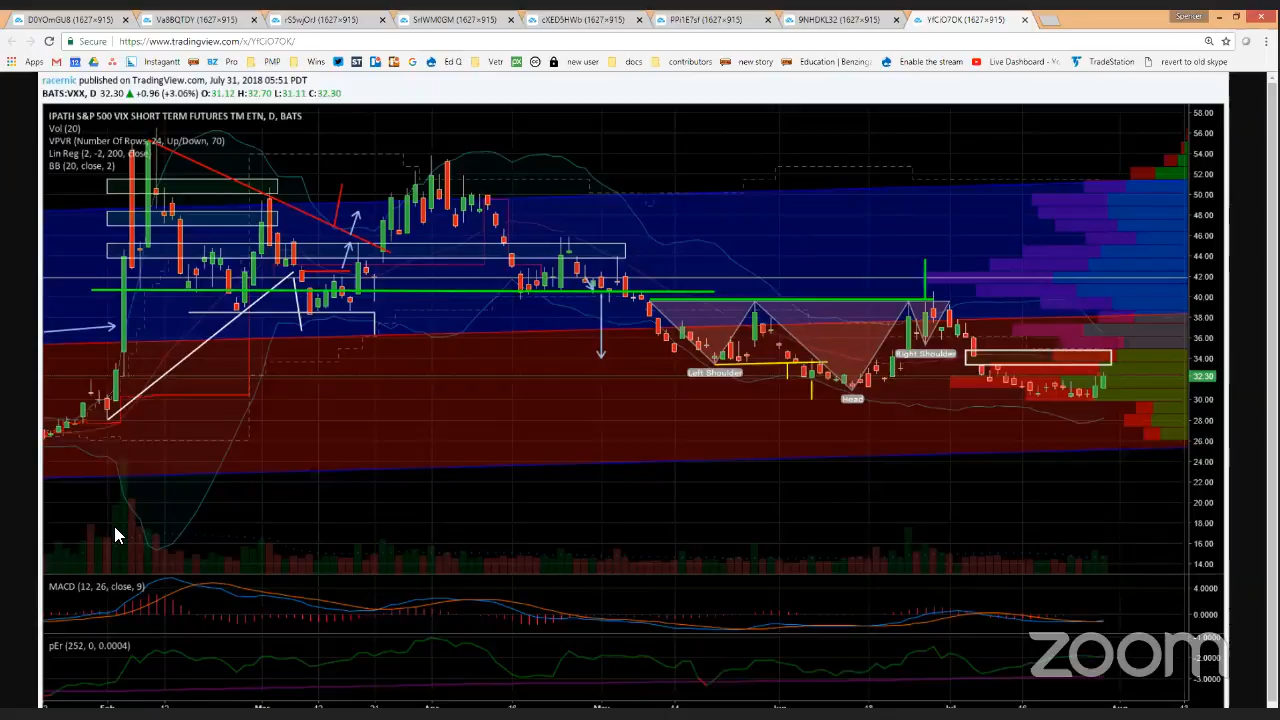 D0YOmGU8 (1627×915)
Va8BQTDY (1627×915)
rS5wjOrJ (1627×915)
SrIWM0GM (1627×915)
cXED5HWb (1627×915)
PPi1E7sf (1627×915)
9NHDKL32 (1627×915)
YfCiO7OK (1627×915)
Spencer
Secure https://www.tradingview.com/x/YfCiO7OK/
Apps Instagantt Pro PMP Wins Ed Q Vetr new user docs contributors new story Education | Benzing Enable the stream Live Dashboard - Yc TradeStation revert to old skype
racernic published on TradingView.com, July 31, 2018 05:51 PDT
BATS:VXX, D 32.30 ▲ +0.96 (+3.06%) O:31.12 H:32.70 L:31.11 C:32.30
IPATH S&P 500 VIX SHORT TERM FUTURES TM ETN, D, BATS
Vol (20)
VPVR (Number Of Rows, 24, Up/Down, 70)
Lin Reg (2, -2, 200, close)
BB (20, close, 2)
58.00
56.00
54.00
52.00
50.00
48.00
46.00
44.00
42.00
40.00
38.00
36.00
34.00
32.30
30.00
28.00
26.00
24.00
22.00
20.00
18.00
16.00
14.00
Right Shoulder
Left Shoulder
Head
MACD (12, 26, close, 9)
4.0000
0.0000
pEr (252, 0, 0.0004)
-1.0000
-2.0000
-3.0000
zoom